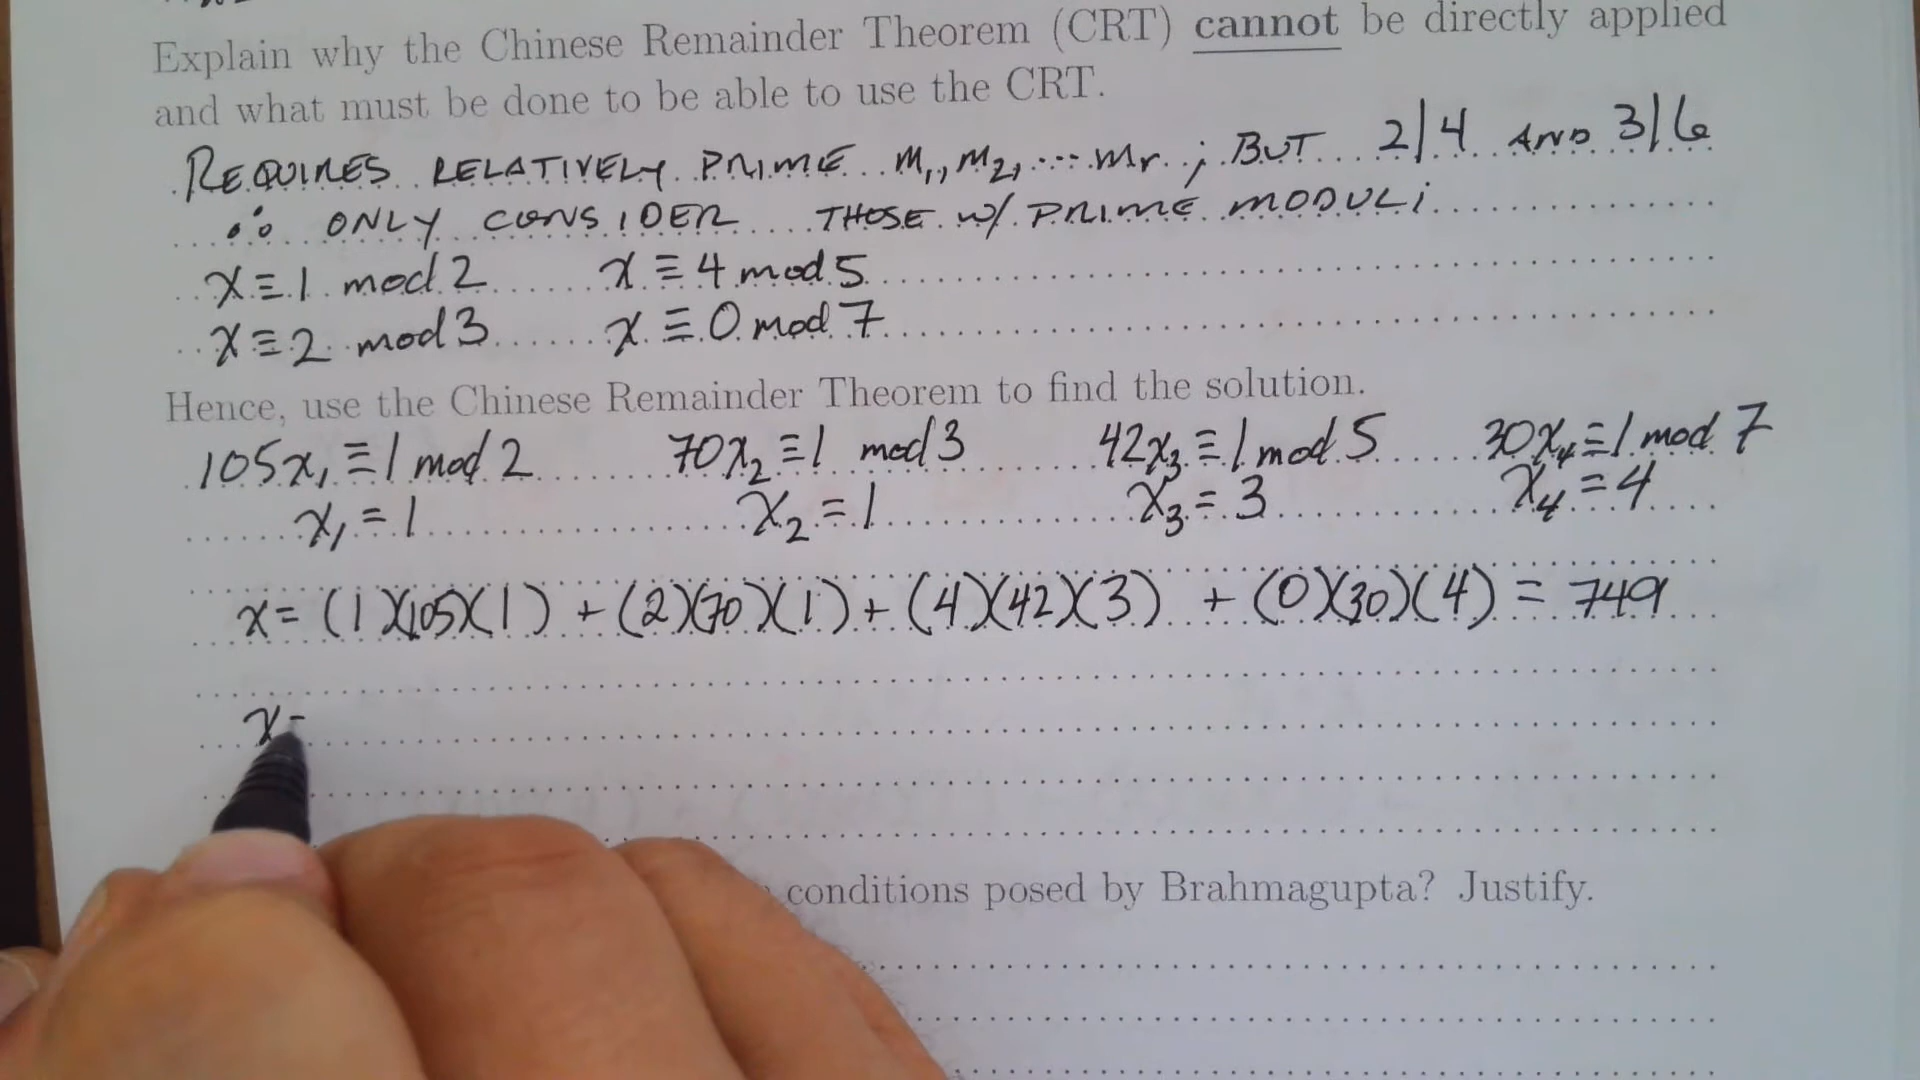 Explain why the Chinese Remainder Theorem (CRT) cannot be directly applied
and what must be done to be able to use the CRT.
REQUIRES RELATIVELY PRIME m₁, m₂, ... mr ; BUT 2|4 AND 3|6
∴ ONLY CONSIDER THOSE w/ PRIME MODULi
x ≡ 1 mod 2 x ≡ 4 mod 5
x ≡ 2 mod 3 x ≡ 0 mod 7
Hence, use the Chinese Remainder Theorem to find the solution.
105x₁ ≡ 1 mod 2 70x₂ ≡ 1 mod 3 42x₃ ≡ 1 mod 5 30x₄ ≡ 1 mod 7
x₁ = 1 x₂ = 1 x₃ = 3 x₄ = 4
x = (1)(105)(1) + (2)(70)(1) + (4)(42)(3) + (0)(30)(4) = 749
x -
conditions posed by Brahmagupta? Justify.